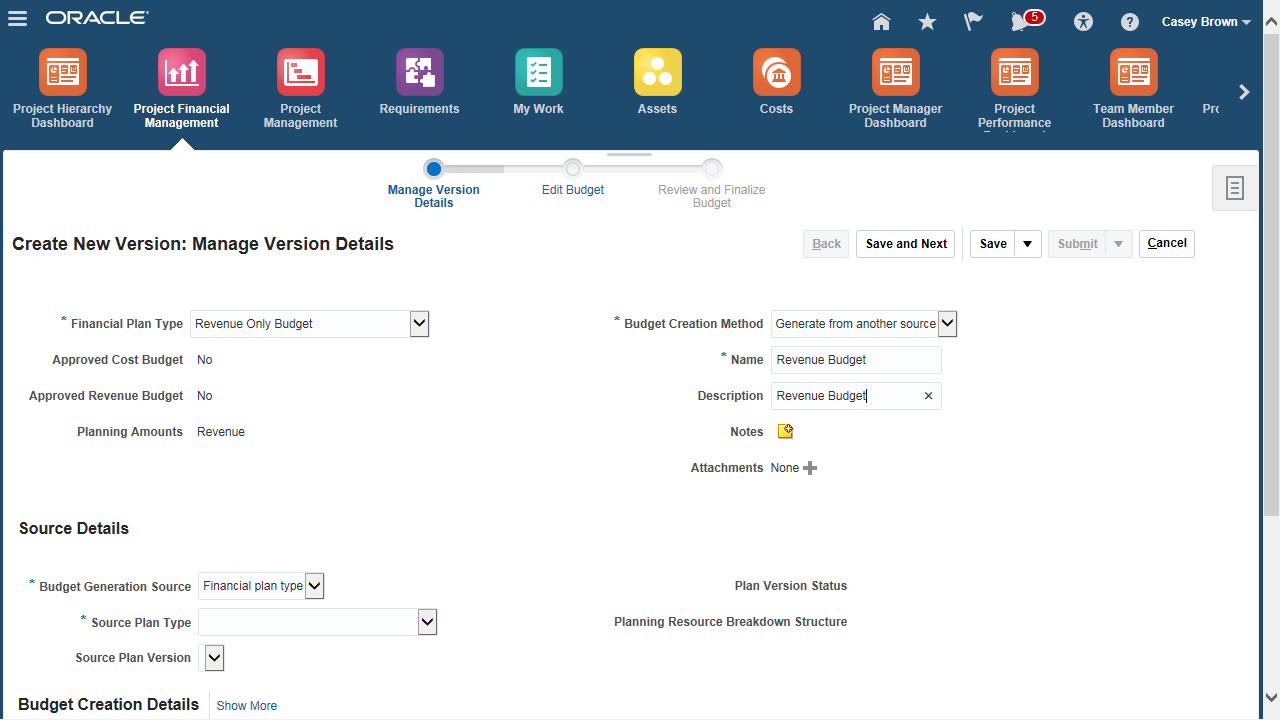 ORACLE
5
Casey Brown
Project Hierarchy
Dashboard
Project Financial
Management
Project
Management
Requirements
My Work
Assets
Costs
Project Manager
Dashboard
Project
Performance
Team Member
Dashboard
Manage Version
Details
Edit Budget
Review and Finalize
Budget
Create New Version: Manage Version Details
Back
Save and Next
Save
Submit
Cancel
* Financial Plan Type Revenue Only Budget
* Budget Creation Method Generate from another source
Approved Cost Budget No
* Name Revenue Budget
Approved Revenue Budget No
Description Revenue Budget
Planning Amounts Revenue
Notes
Attachments None
Source Details
* Budget Generation Source Financial plan type
Plan Version Status
* Source Plan Type
Planning Resource Breakdown Structure
Source Plan Version
Budget Creation Details Show More